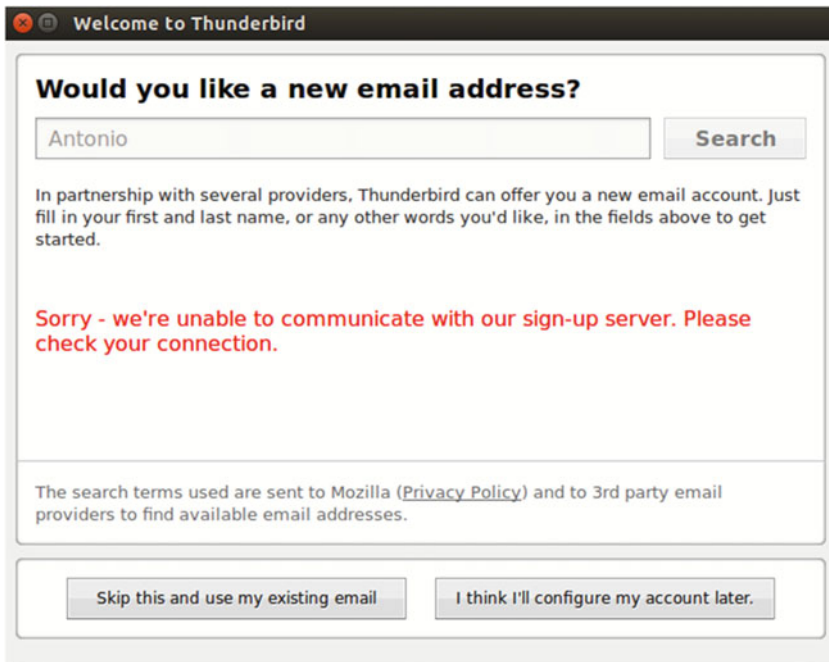 Welcome to Thunderbird
Would you like a new email address?
Antonio
Search
In partnership with several providers, Thunderbird can offer you a new email account. Just
fill in your first and last name, or any other words you'd like, in the fields above to get
started.
Sorry - we're unable to communicate with our sign-up server. Please
check your connection.
The search terms used are sent to Mozilla (Privacy Policy) and to 3rd party email
providers to find available email addresses.
Skip this and use my existing email
I think I'll configure my account later.